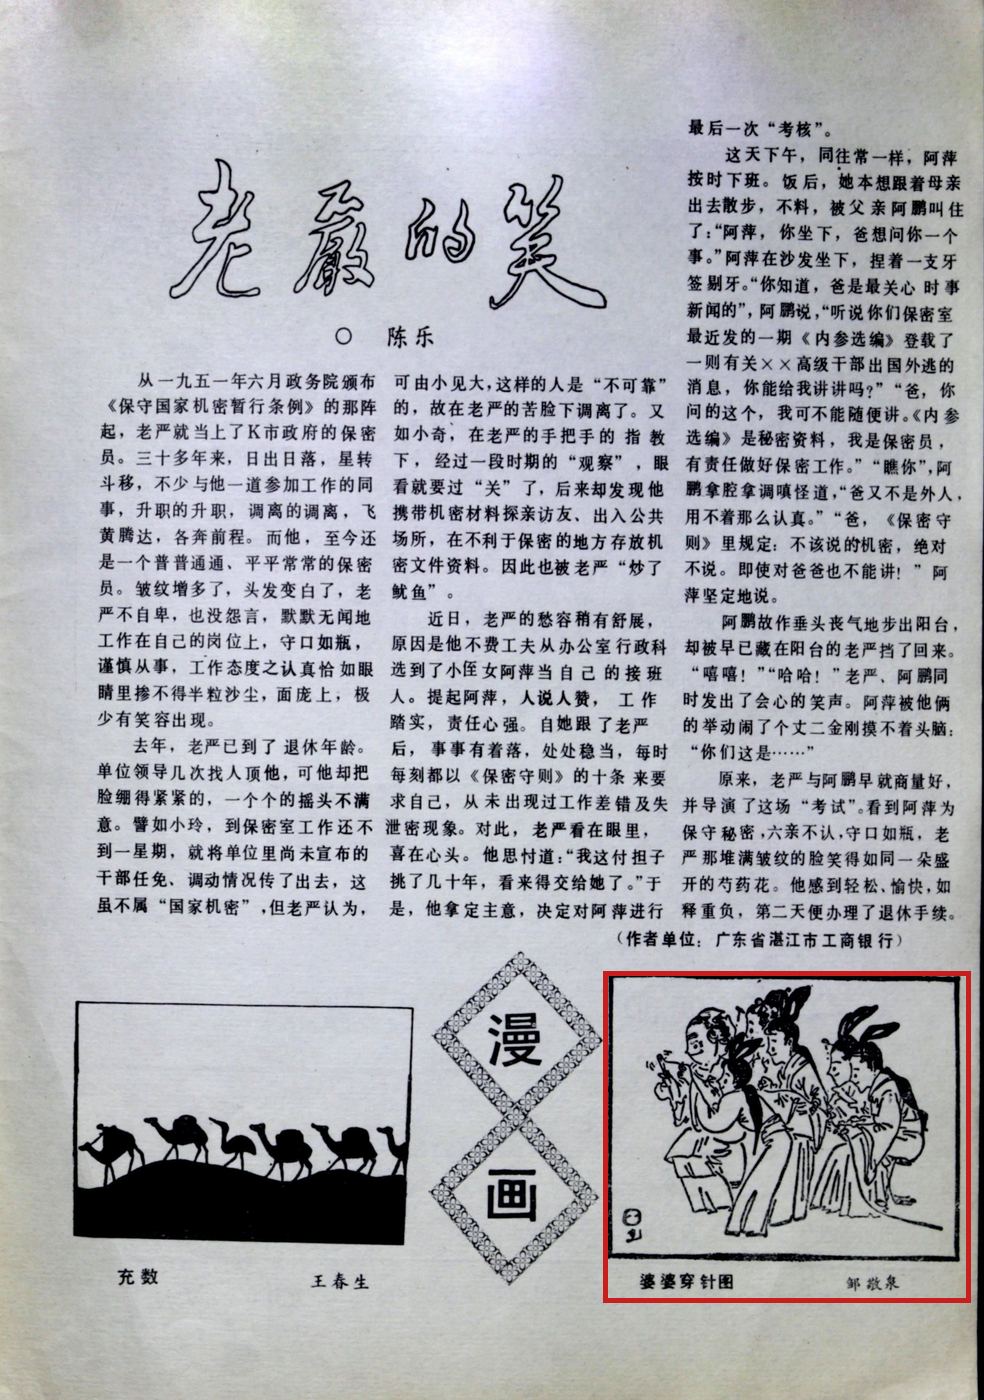 老严的笑
○ 陈乐
从一九五一年六月政务院颁布
《保守国家机密暂行条例》的那阵
起，老严就当上了K市政府的保密
员。三十多年来，日出日落，星转
斗移，不少与他一道参加工作的同
事，升职的升职，调离的调离，飞
黄腾达，各奔前程。而他，至今还
是一个普普通通、平平常常的保密
员。皱纹增多了，头发变白了，老
严不自卑，也没怨言，默默无闻地
工作在自己的岗位上，守口如瓶，
谨慎从事，工作态度之认真恰如眼
睛里掺不得半粒沙尘，面庞上，极
少有笑容出现。
去年，老严已到了退休年龄。
单位领导几次找人顶他，可他却把
脸绷得紧紧的，一个个的摇头不满
意。譬如小玲，到保密室工作还不
到一星期，就将单位里尚未宣布的
干部任免、调动情况传了出去，这
虽不属“国家机密”，但老严认为，
可由小见大，这样的人是“不可靠”
的，故在老严的苦脸下调离了。又
如小奇，在老严的手把手的指教
下，经过一段时期的“观察”，眼
看就要过“关”了，后来却发现他
携带机密材料探亲访友、出入公共
场所，在不利于保密的地方存放机
密文件资料。因此也被老严“炒了
鱿鱼”。
近日，老严的愁容稍有舒展，
原因是他不费工夫从办公室行政科
选到了小侄女阿萍当自己的接班
人。提起阿萍，人说人赞，工作
踏实，责任心强。自她跟了老严
后，事事有着落，处处稳当，每时
每刻都以《保密守则》的十条来要
求自己，从未出现过工作差错及失
泄密现象。对此，老严看在眼里，
喜在心头。他思忖道：“我这付担子
挑了几十年，看来得交给她了。”于
是，他拿定主意，决定对阿萍进行
最后一次“考核”。
这天下午，同往常一样，阿萍
按时下班。饭后，她本想跟着母亲
出去散步，不料，被父亲阿鹏叫住
了：“阿萍，你坐下，爸想问你一个
事。”阿萍在沙发坐下，捏着一支牙
签剔牙。“你知道，爸是最关心时事
新闻的”，阿鹏说，“听说你们保密室
最近发的一期《内参选编》登载了
一则有关××高级干部出国外逃的
消息，你能给我讲讲吗？”“爸，你
问的这个，我可不能随便讲。《内参
选编》是秘密资料，我是保密员，
有责任做好保密工作。”“瞧你”，阿
鹏拿腔拿调嗔怪道，“爸又不是外人，
用不着那么认真。”“爸，《保密守
则》里规定：不该说的机密，绝对
不说。即使对爸爸也不能讲！”阿
萍坚定地说。
阿鹏故作垂头丧气地步出阳台，
却被早已藏在阳台的老严挡了回来。
“嘻嘻！”“哈哈！”老严、阿鹏同
时发出了会心的笑声。阿萍被他俩
的举动闹了个丈二金刚摸不着头脑：
“你们这是……”
原来，老严与阿鹏早就商量好，
并导演了这场“考试”。看到阿萍为
保守秘密，六亲不认，守口如瓶，老
严那堆满皱纹的脸笑得如同一朵盛
开的芍药花。他感到轻松、愉快，如
释重负，第二天便办理了退休手续。
（作者单位：广东省湛江市工商银行）
漫
画
充数 王春生
婆婆穿针图 邹敬泉